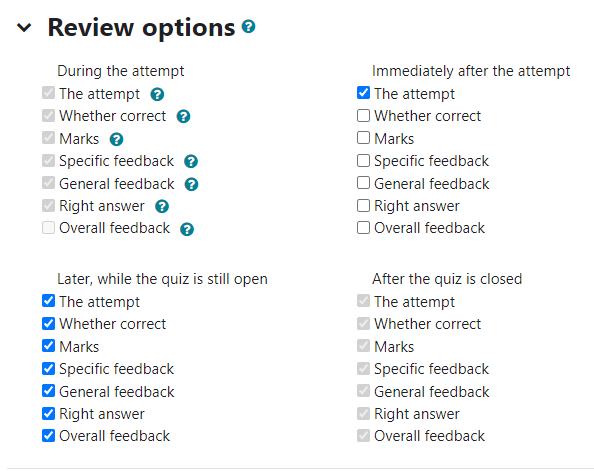 Review options ?
During the attempt
The attempt ?
Whether correct ?
Marks ?
Specific feedback ?
General feedback ?
Right answer ?
Overall feedback ?
Immediately after the attempt
The attempt
Whether correct
Marks
Specific feedback
General feedback
Right answer
Overall feedback
Later, while the quiz is still open
The attempt
Whether correct
Marks
Specific feedback
General feedback
Right answer
Overall feedback
After the quiz is closed
The attempt
Whether correct
Marks
Specific feedback
General feedback
Right answer
Overall feedback